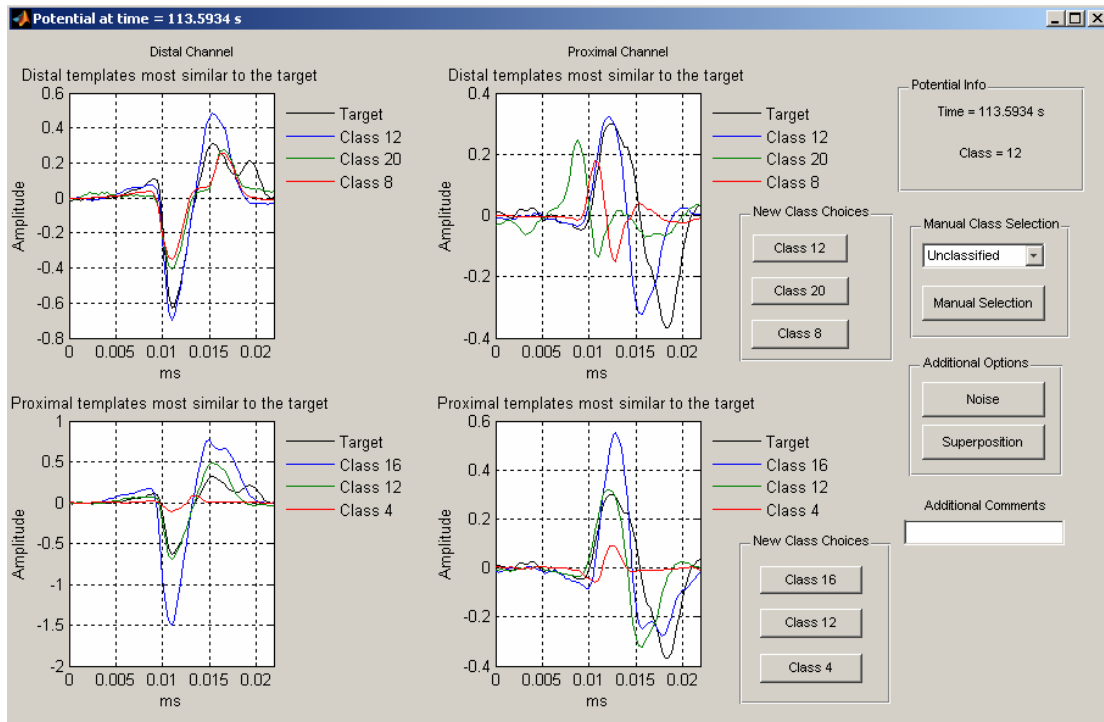 Potential at time = 113.5934 s
Distal Channel
Distal templates most similar to the target
0.6
0.4
0.2
0
-0.2
-0.4
-0.6
-0.8
Amplitude
0 0.005 0.01 0.015 0.02
ms
Target
Class 12
Class 20
Class 8
Proximal Channel
Distal templates most similar to the target
0.4
0.2
0
-0.2
-0.4
Amplitude
0 0.005 0.01 0.015 0.02
ms
Target
Class 12
Class 20
Class 8
New Class Choices
Class 12
Class 20
Class 8
Potential Info
Time = 113.5934 s
Class = 12
Manual Class Selection
Unclassified
Manual Selection
Additional Options
Noise
Superposition
Additional Comments
Proximal templates most similar to the target
1
0.5
0
-0.5
-1
-1.5
-2
Amplitude
0 0.005 0.01 0.015 0.02
ms
Target
Class 16
Class 12
Class 4
Proximal templates most similar to the target
0.6
0.4
0.2
0
-0.2
-0.4
Amplitude
0 0.005 0.01 0.015 0.02
ms
Target
Class 16
Class 12
Class 4
New Class Choices
Class 16
Class 12
Class 4